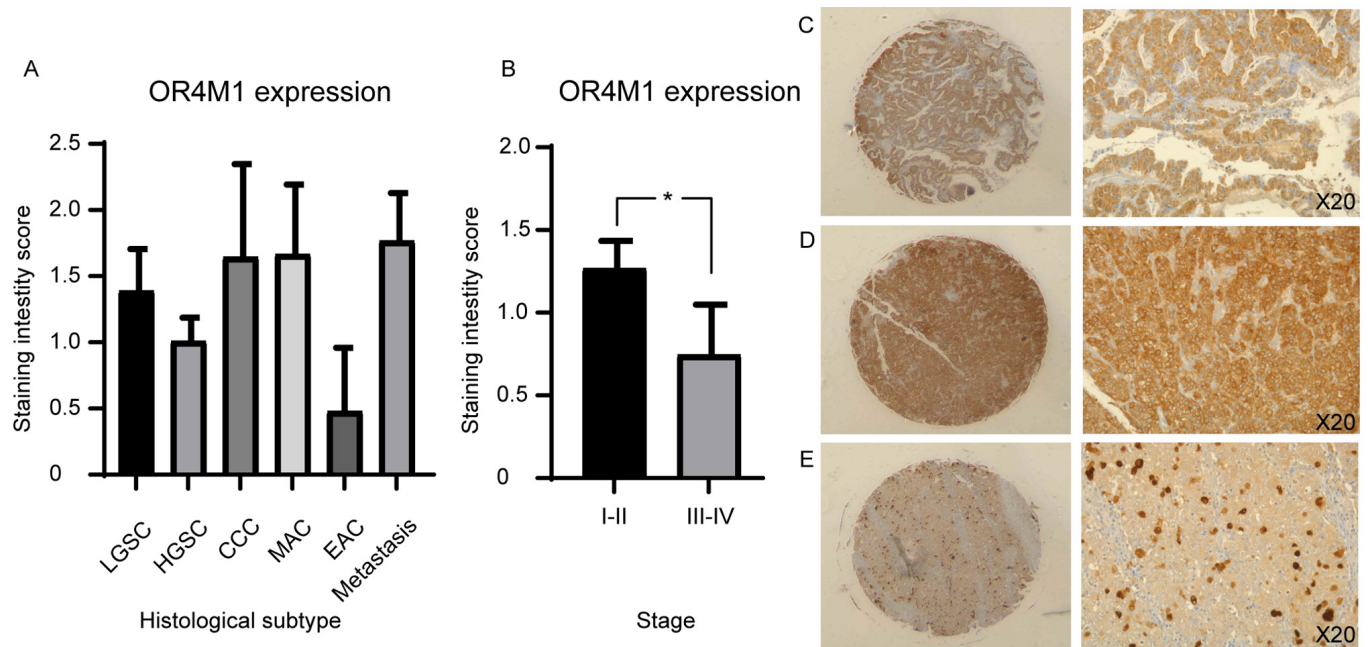 A
OR4M1 expression
Staining intestity score
2.5
2.0
1.5
1.0
0.5
0
LGSC
HGSC
CCC
MAC
EAC
Metastasis
Histological subtype
B
OR4M1 expression
Staining intestity score
2.0
1.5
1.0
0.5
0
*
I-II
III-IV
Stage
C
X20
D
X20
E
X20